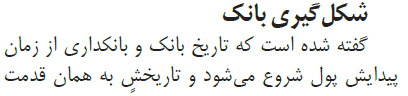 شکل‌گیری بانک
گفته شده است که تاریخ بانک و بانکداری از زمان
پیدایش پول شروع می‌شود و تاریخشٍ به همان قدمت